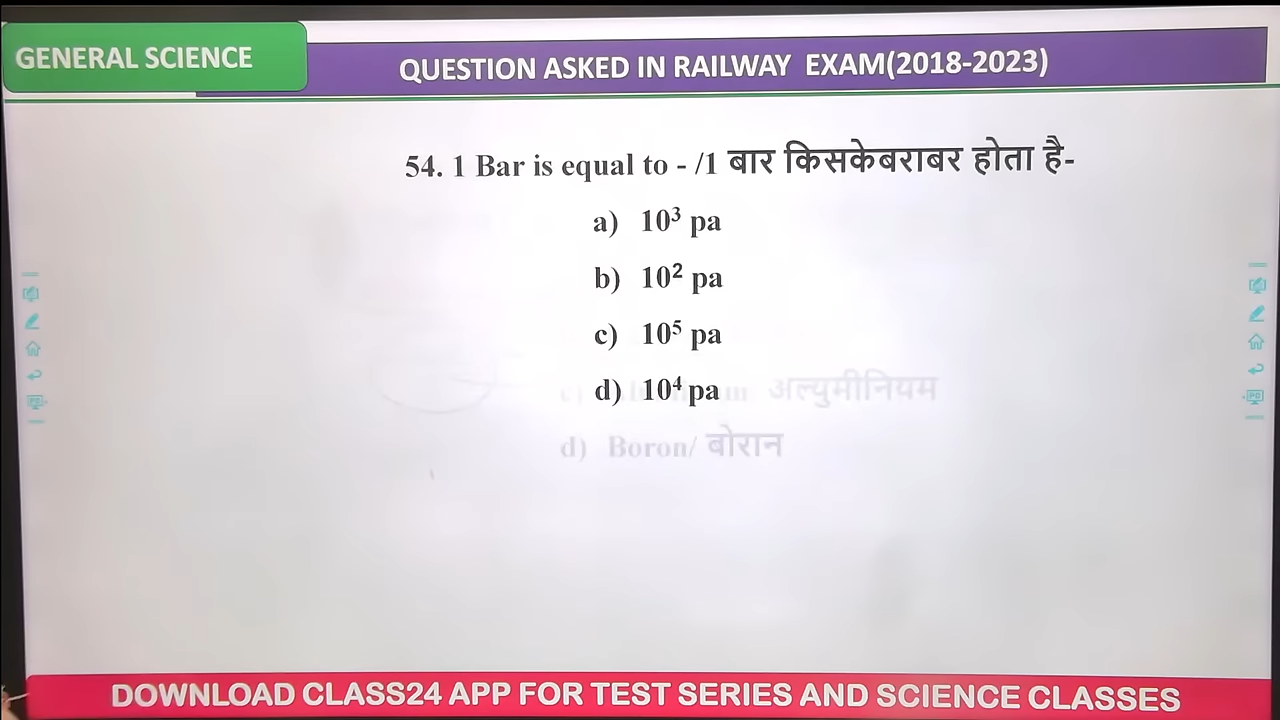 GENERAL SCIENCE
QUESTION ASKED IN RAILWAY EXAM(2018-2023)
54. 1 Bar is equal to - /1 बार किसकेबराबर होता है-
a) 10³ pa
b) 10² pa
c) 10⁵ pa
d) 10⁴ pa
c) अल्युमीनियम
d) Boron/ बोरान
DOWNLOAD CLASS24 APP FOR TEST SERIES AND SCIENCE CLASSES